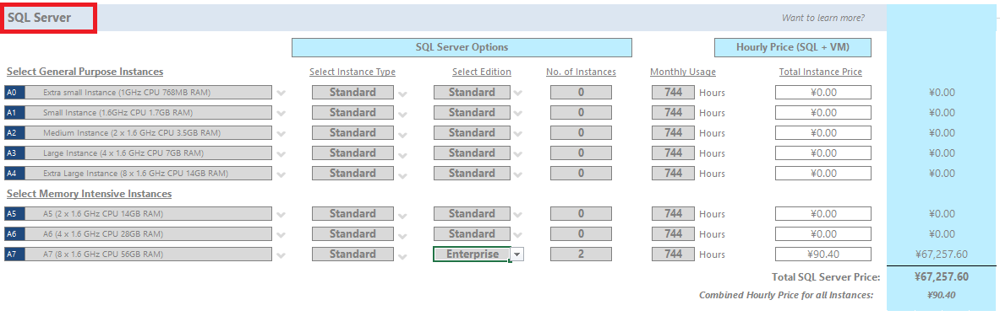 SQL Server Want to learn more?
SQL Server Options Hourly Price (SQL + VM)
Select General Purpose Instances Select Instance Type Select Edition No. of Instances Monthly Usage Total Instance Price
A0 Extra small Instance (1GHz CPU 768MB RAM) Standard Standard 0 744 Hours ¥0.00 ¥0.00
A1 Small Instance (1.6GHz CPU 1.7GB RAM) Standard Standard 0 744 Hours ¥0.00 ¥0.00
A2 Medium Instance (2 x 1.6 GHz CPU 3.5GB RAM) Standard Standard 0 744 Hours ¥0.00 ¥0.00
A3 Large Instance (4 x 1.6 GHz CPU 7GB RAM) Standard Standard 0 744 Hours ¥0.00 ¥0.00
A4 Extra Large Instance (8 x 1.6 GHz CPU 14GB RAM) Standard Standard 0 744 Hours ¥0.00 ¥0.00
Select Memory Intensive Instances
A5 A5 (2 x 1.6 GHz CPU 14GB RAM) Standard Standard 0 744 Hours ¥0.00 ¥0.00
A6 A6 (4 x 1.6 GHz CPU 28GB RAM) Standard Standard 0 744 Hours ¥0.00 ¥0.00
A7 A7 (8 x 1.6 GHz CPU 56GB RAM) Standard Enterprise 2 744 Hours ¥90.40 ¥67,257.60
Total SQL Server Price: ¥67,257.60
Combined Hourly Price for all Instances: ¥90.40